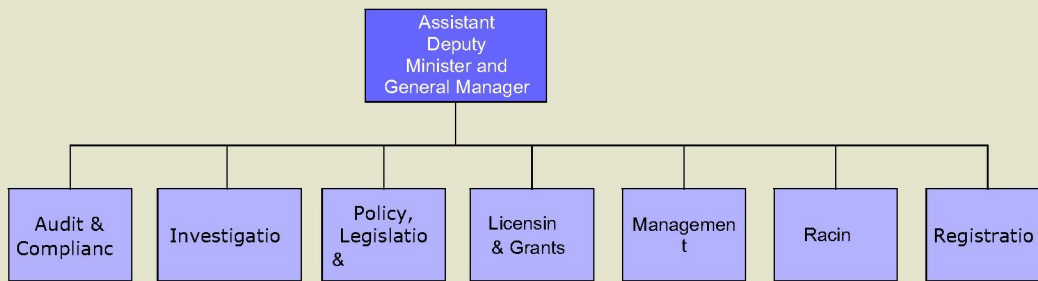 Assistant
Deputy
Minister and
General Manager
Audit &
Complianc
Investigatio
Policy,
Legislatio
&
Licensin
& Grants
Managemen
t
Racin
Registratio